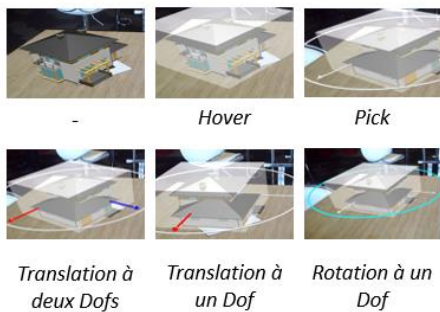 -
Hover
Pick
Translation à
deux Dofs
Translation à
un Dof
Rotation à un
Dof